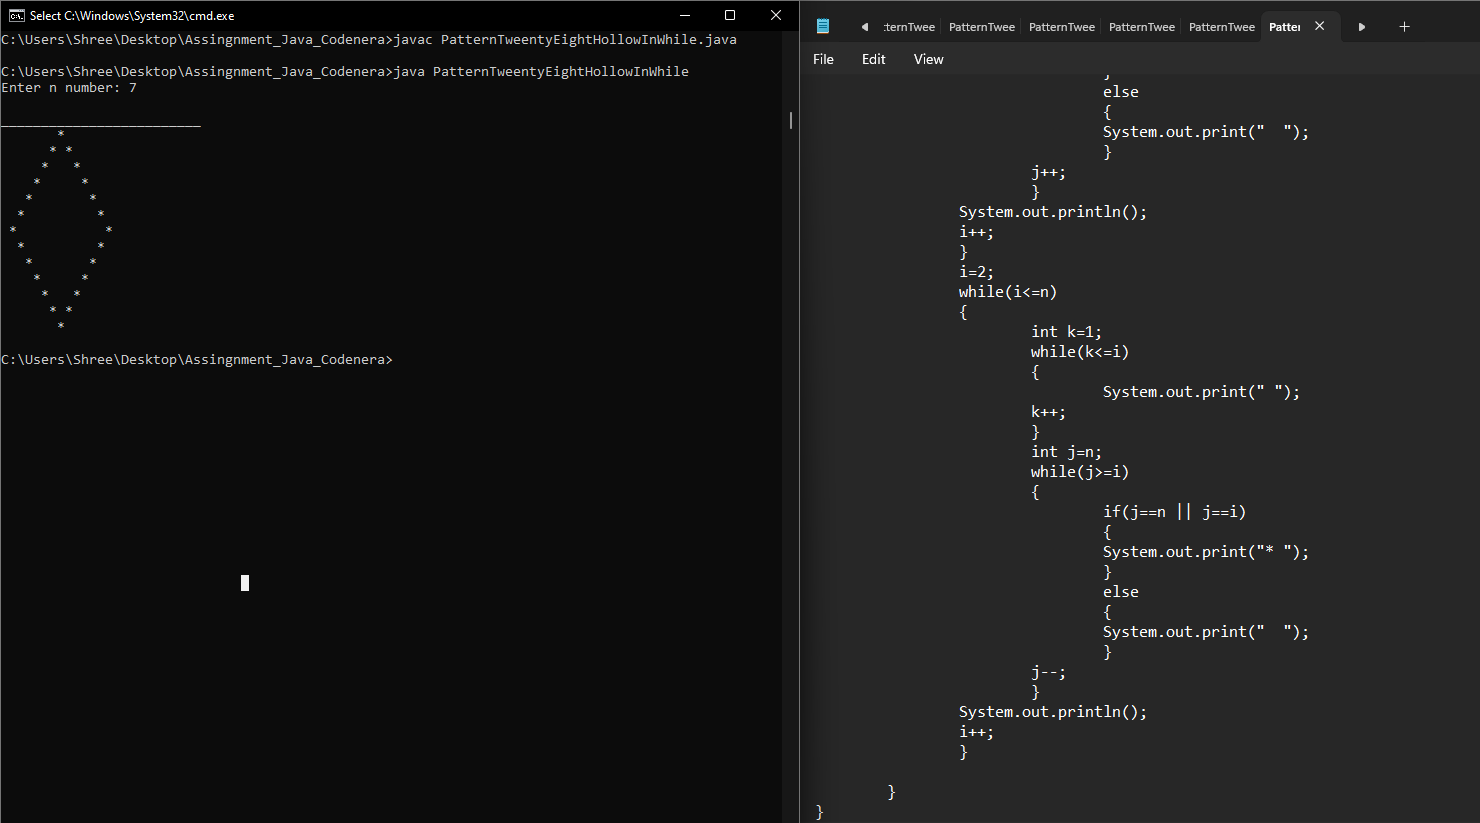 Select C:\Windows\System32\cmd.exe
C:\Users\Shree\Desktop\Assingnment_Java_Codenera>javac PatternTweentyEightHollowInWhile.java
C:\Users\Shree\Desktop\Assingnment_Java_Codenera>java PatternTweentyEightHollowInWhile
Enter n number: 7
_________________________
       *
      * *
     *   *
    *     *
   *       *
  *         *
 *           *
  *         *
   *       *
    *     *
     *   *
      * *
       *
C:\Users\Shree\Desktop\Assingnment_Java_Codenera>
:ternTwee PatternTwee PatternTwee PatternTwee PatternTwee Patter
File Edit View
}
else
{
System.out.print("  ");
}
j++;
}
System.out.println();
i++;
}
i=2;
while(i<=n)
{
int k=1;
while(k<=i)
{
System.out.print(" ");
k++;
}
int j=n;
while(j>=i)
{
if(j==n || j==i)
{
System.out.print("* ");
}
else
{
System.out.print("  ");
}
j--;
}
System.out.println();
i++;
}
}
}